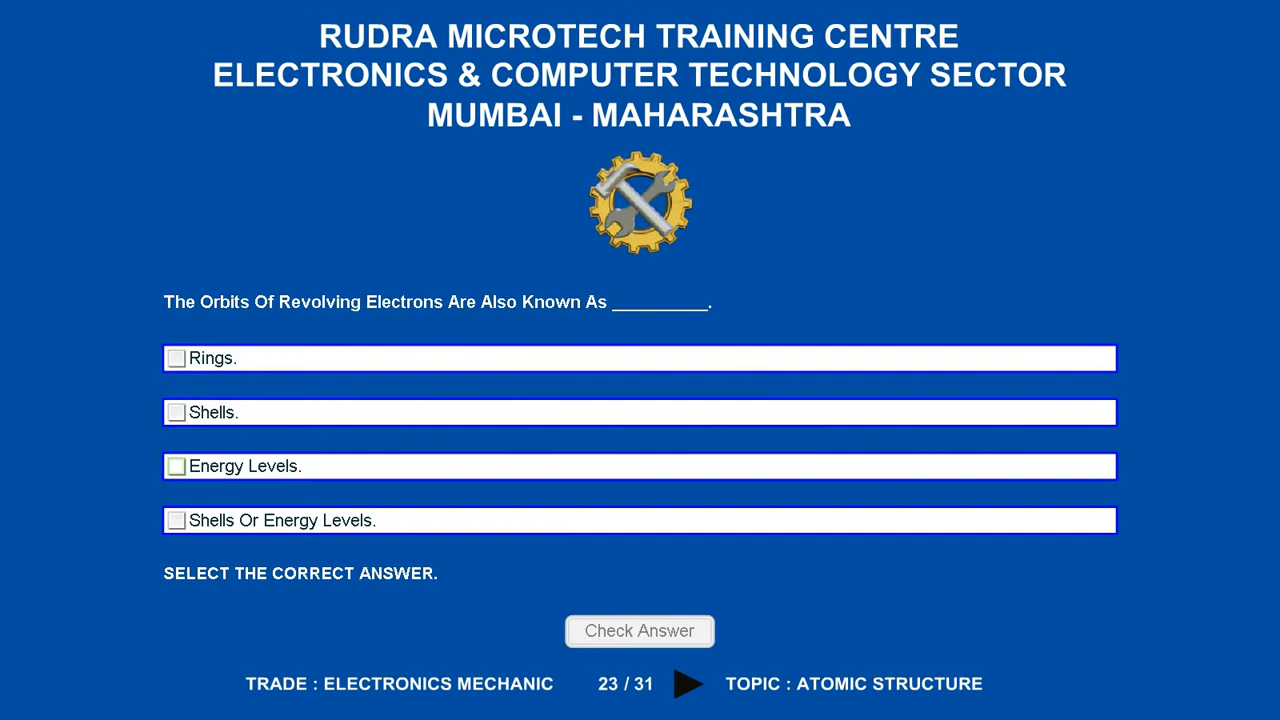 RUDRA MICROTECH TRAINING CENTRE
ELECTRONICS & COMPUTER TECHNOLOGY SECTOR
MUMBAI - MAHARASHTRA
The Orbits Of Revolving Electrons Are Also Known As __________.
Rings.
Shells.
Energy Levels.
Shells Or Energy Levels.
SELECT THE CORRECT ANSWER.
Check Answer
TRADE : ELECTRONICS MECHANIC 23 / 31 TOPIC : ATOMIC STRUCTURE